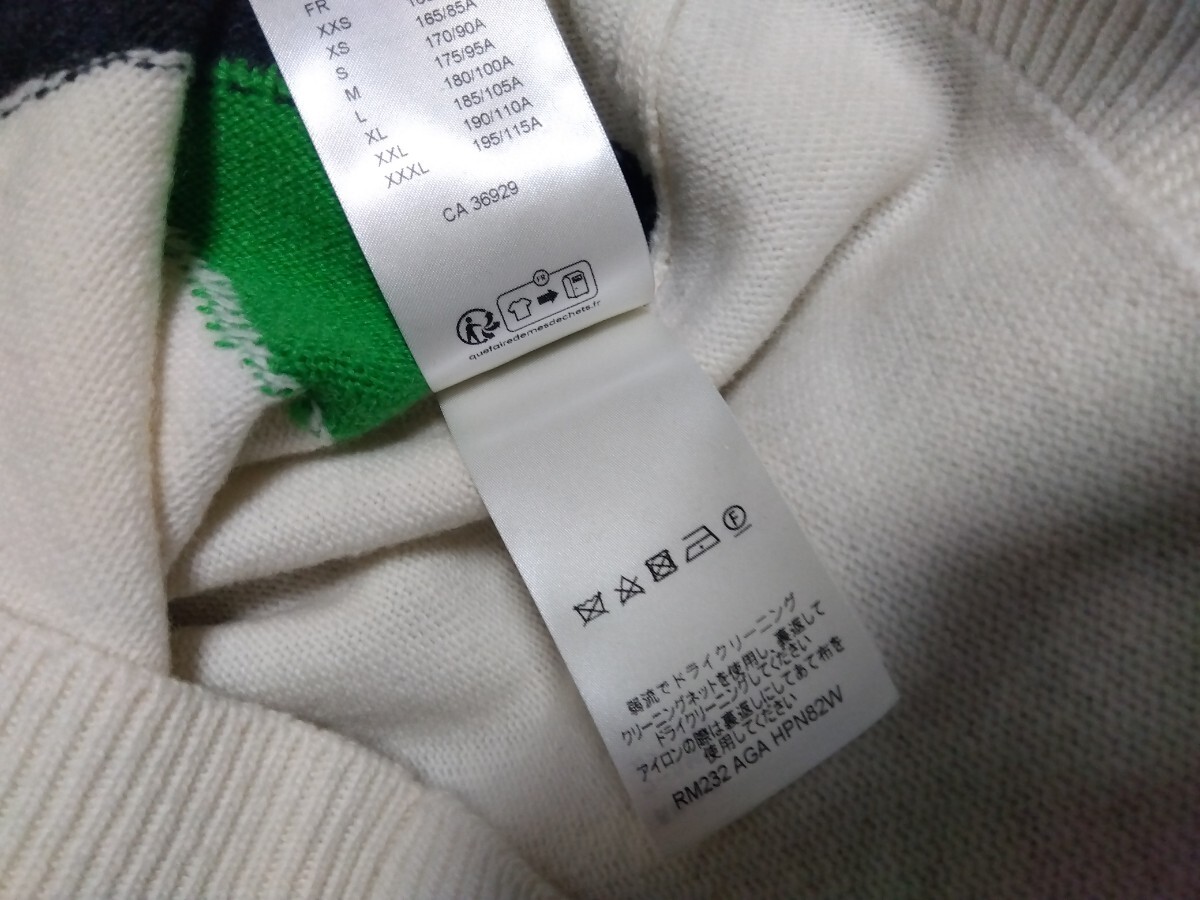 FR
XXS 165/85A
XS 170/90A
S 175/95A
M 180/100A
L 185/105A
XL 190/110A
XXL 195/115A
XXXL
CA 36929
FR
quefairedemesdechets.fr
F
弱流でドライクリーニング
クリーニングネットを使用し、裏返して
ドライクリーニングしてください
アイロンの際は裏返しにしてあて布を
使用してください
RM232 AGA HPN82W